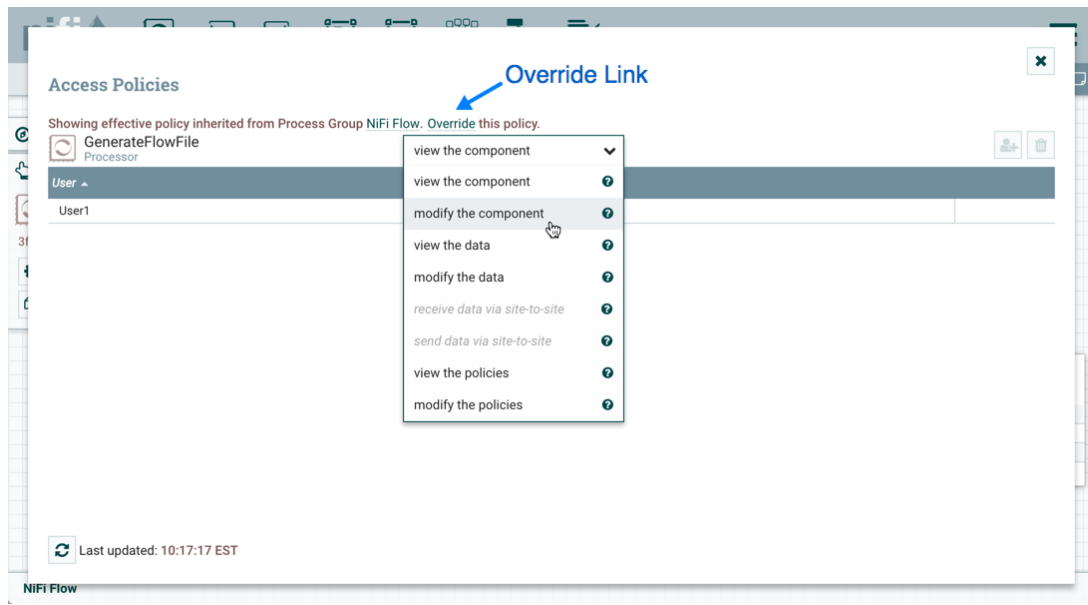 Override Link
Access Policies
Showing effective policy inherited from Process Group NiFi Flow. Override this policy.
GenerateFlowFile
Processor
view the component
User
view the component
User1
modify the component
view the data
modify the data
receive data via site-to-site
send data via site-to-site
view the policies
modify the policies
Last updated: 10:17:17 EST
NiFi Flow